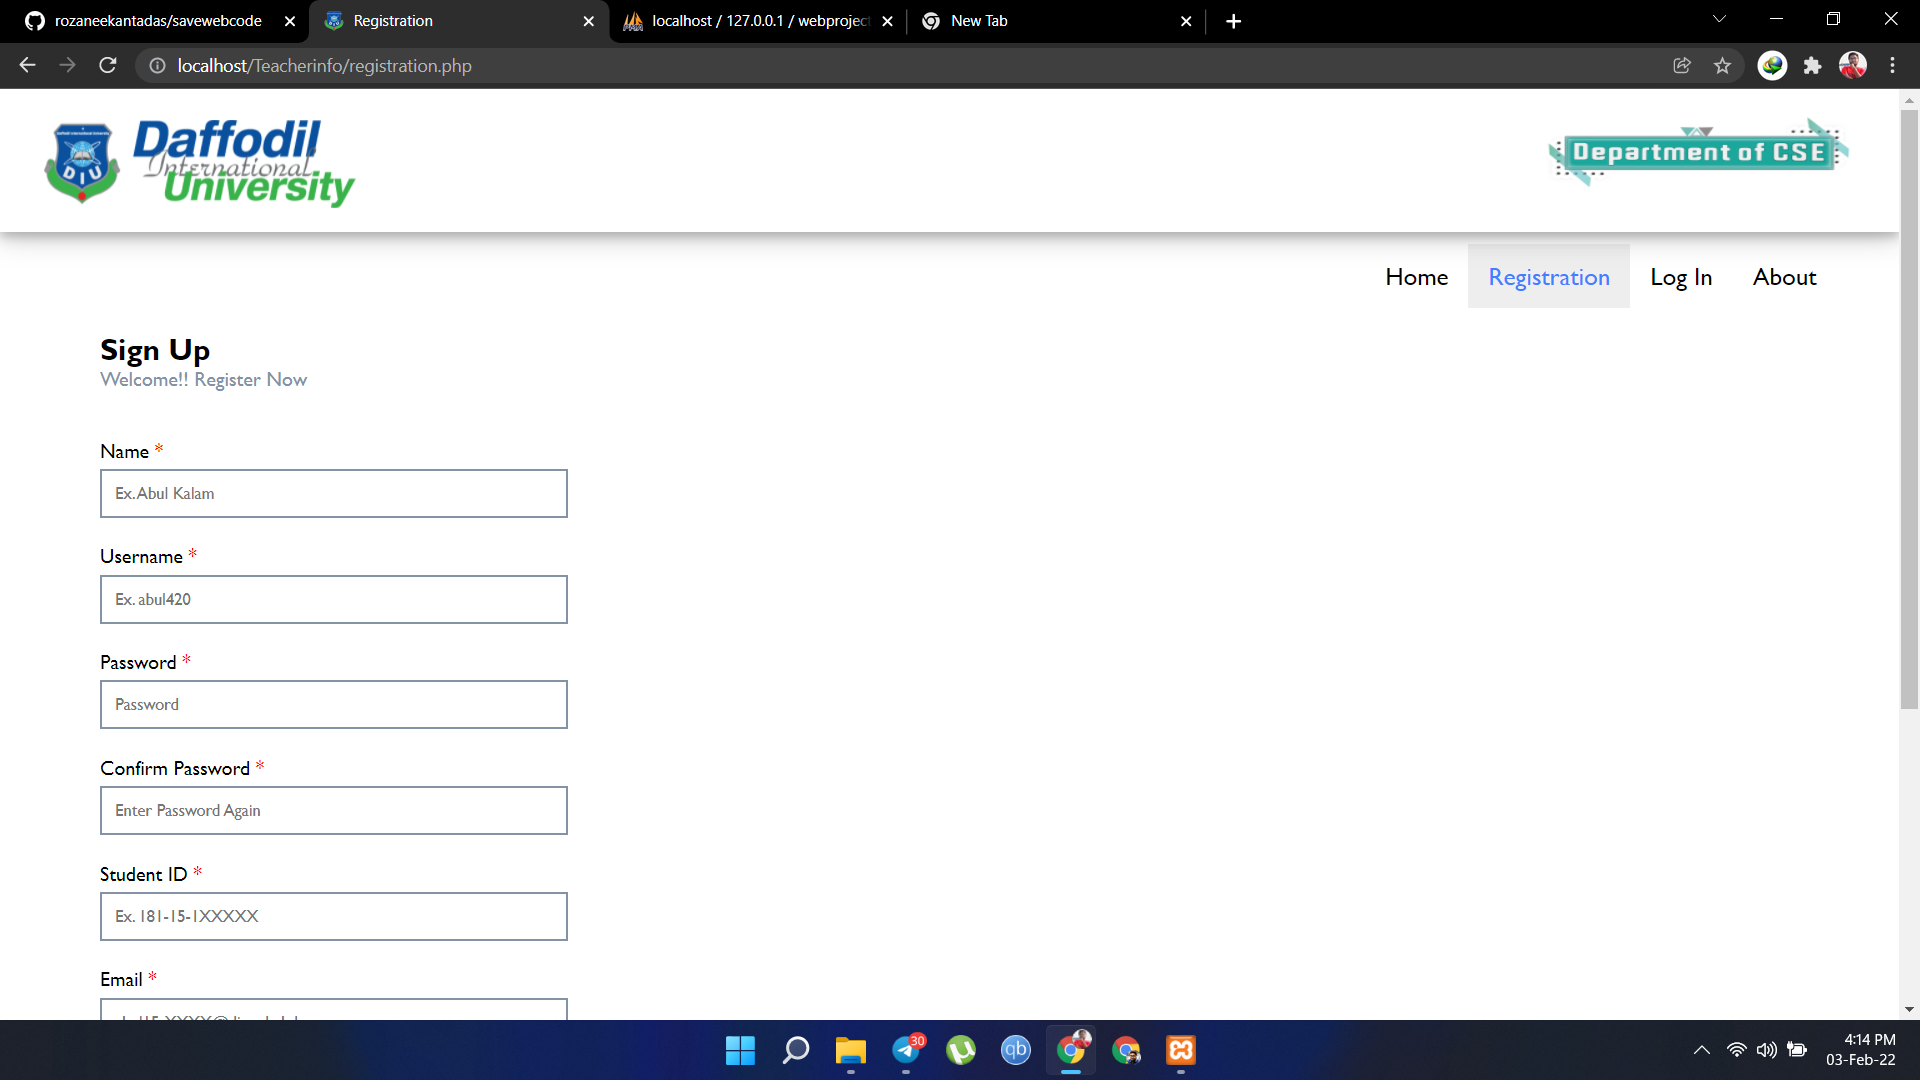 rozaneekantadas/savewebcode
Registration
localhost / 127.0.0.1 / webproject
New Tab
localhost/Teacherinfo/registration.php
Daffodil
International
University
DIU
Department of CSE
Home
Registration
Log In
About
Sign Up
Welcome!! Register Now
Name *
Ex. Abul Kalam
Username *
Ex. abul420
Password *
Password
Confirm Password *
Enter Password Again
Student ID *
Ex. 181-15-1XXXXX
Email *
30
qb
4:14 PM
03-Feb-22